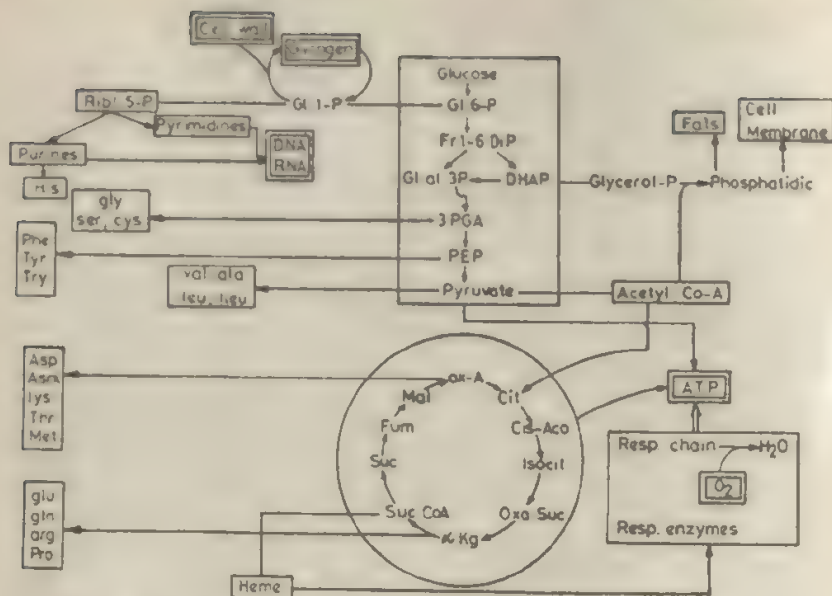 Cell wall
Glycogen
Glucose
Ribl 5-P
Gl 1-P
Gl 6-P
Fats
Cell
Membrane
Pyrimidines
Fr 1-6 DiP
Purines
DNA
RNA
Gl al 3P
DHAP
Glycerol-P
Phosphatidic
His
gly
ser, cys
3 PGA
Phe
Tyr
Try
PEP
val ala
Pyruvate
Acetyl Co-A
Asp
Asn
lys
Thr
Met
ox-A
Mal
Cit
ATP
Fum
Cis-Aco
Resp. chain
H2O
Suc
Isocit
O2
glu
gln
arg
Pro
Suc CoA
Oxa Suc
Resp. enzymes
α Kg
Heme